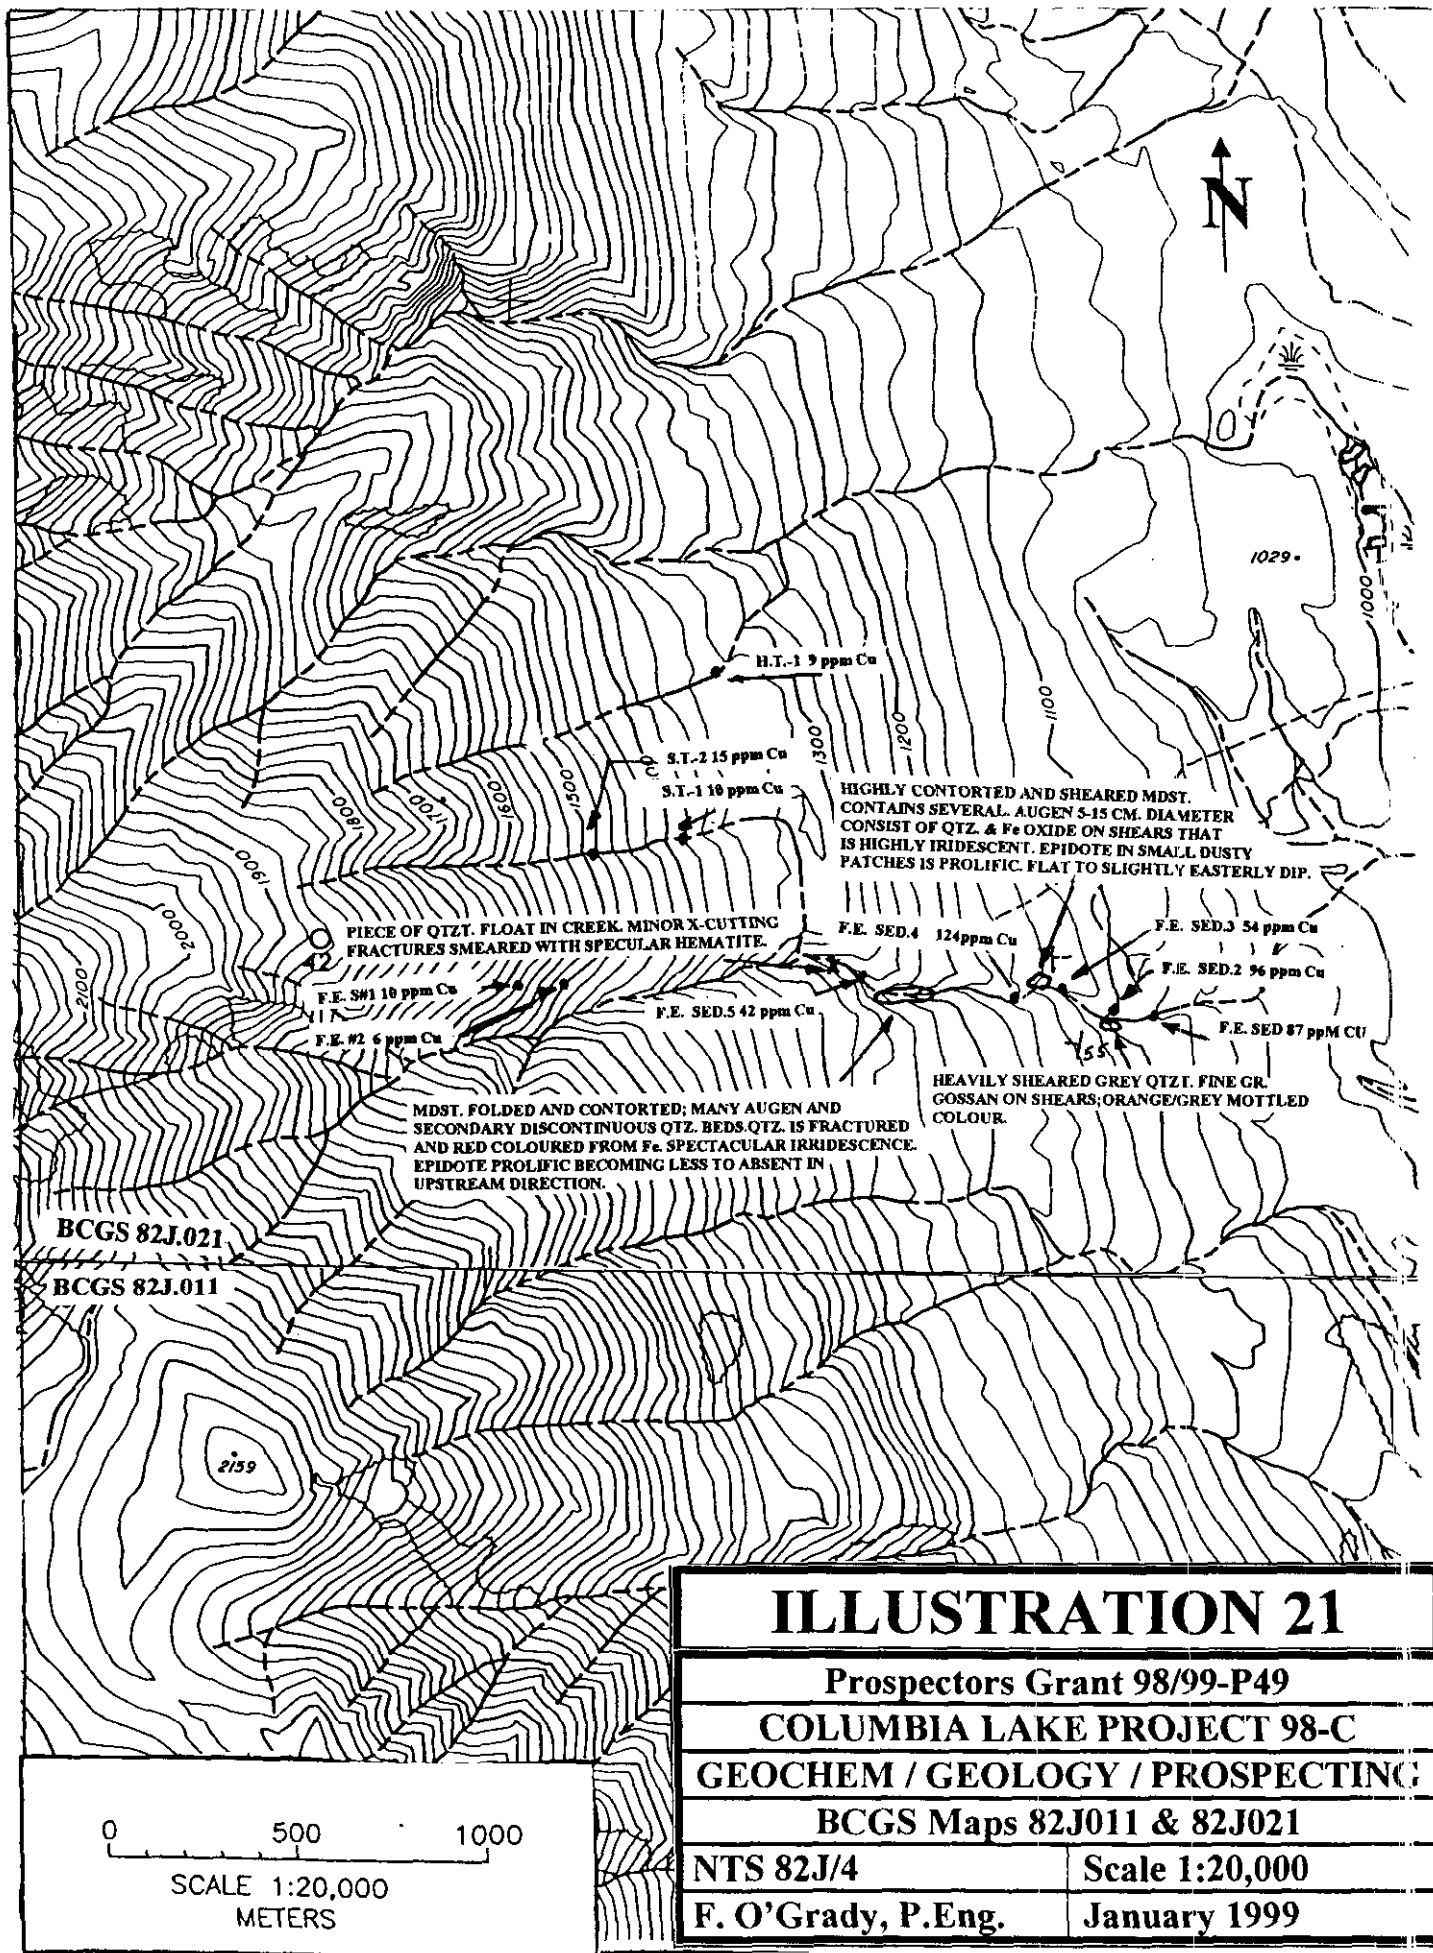 N
1029
1000
H.T.-1 9 ppm Cu
1300
1200
1100
S.T.-2 15 ppm Cu
S.T.-1 10 ppm Cu
1500
1600
1700
1800
1900
2000
2100
HIGHLY CONTORTED AND SHEARED MDST.
CONTAINS SEVERAL. AUGEN 5-15 CM. DIAMETER
CONSIST OF QTZ. & Fe OXIDE ON SHEARS THAT
IS HIGHLY IRIDESCENT. EPIDOTE IN SMALL DUSTY
PATCHES IS PROLIFIC. FLAT TO SLIGHTLY EASTERLY DIP.
PIECE OF QTZT. FLOAT IN CREEK. MINOR X-CUTTING
FRACTURES SMEARED WITH SPECULAR HEMATITE.
F.E. SED.4 124ppm Cu
F.E. SED.3 54 ppm Cu
F.E. SED.2 96 ppm Cu
F.E. SED 87 ppM CU
F.E. S#1 10 ppm Cu
F.E. #2 6 ppm Cu
F.E. SED.5 42 ppm Cu
55
HEAVILY SHEARED GREY QTZT. FINE GR.
GOSSAN ON SHEARS; ORANGE/GREY MOTTLED
COLOUR.
MDST. FOLDED AND CONTORTED; MANY AUGEN AND
SECONDARY DISCONTINUOUS QTZ. BEDS.QTZ. IS FRACTURED
AND RED COLOURED FROM Fe. SPECTACULAR IRRIDESCENCE.
EPIDOTE PROLIFIC BECOMING LESS TO ABSENT IN
UPSTREAM DIRECTION.
BCGS 82J.021
BCGS 82J.011
2159
ILLUSTRATION 21
Prospectors Grant 98/99-P49
COLUMBIA LAKE PROJECT 98-C
GEOCHEM / GEOLOGY / PROSPECTING
BCGS Maps 82J011 & 82J021
NTS 82J/4 Scale 1:20,000
F. O'Grady, P.Eng. January 1999
0 500 1000
SCALE 1:20,000
METERS